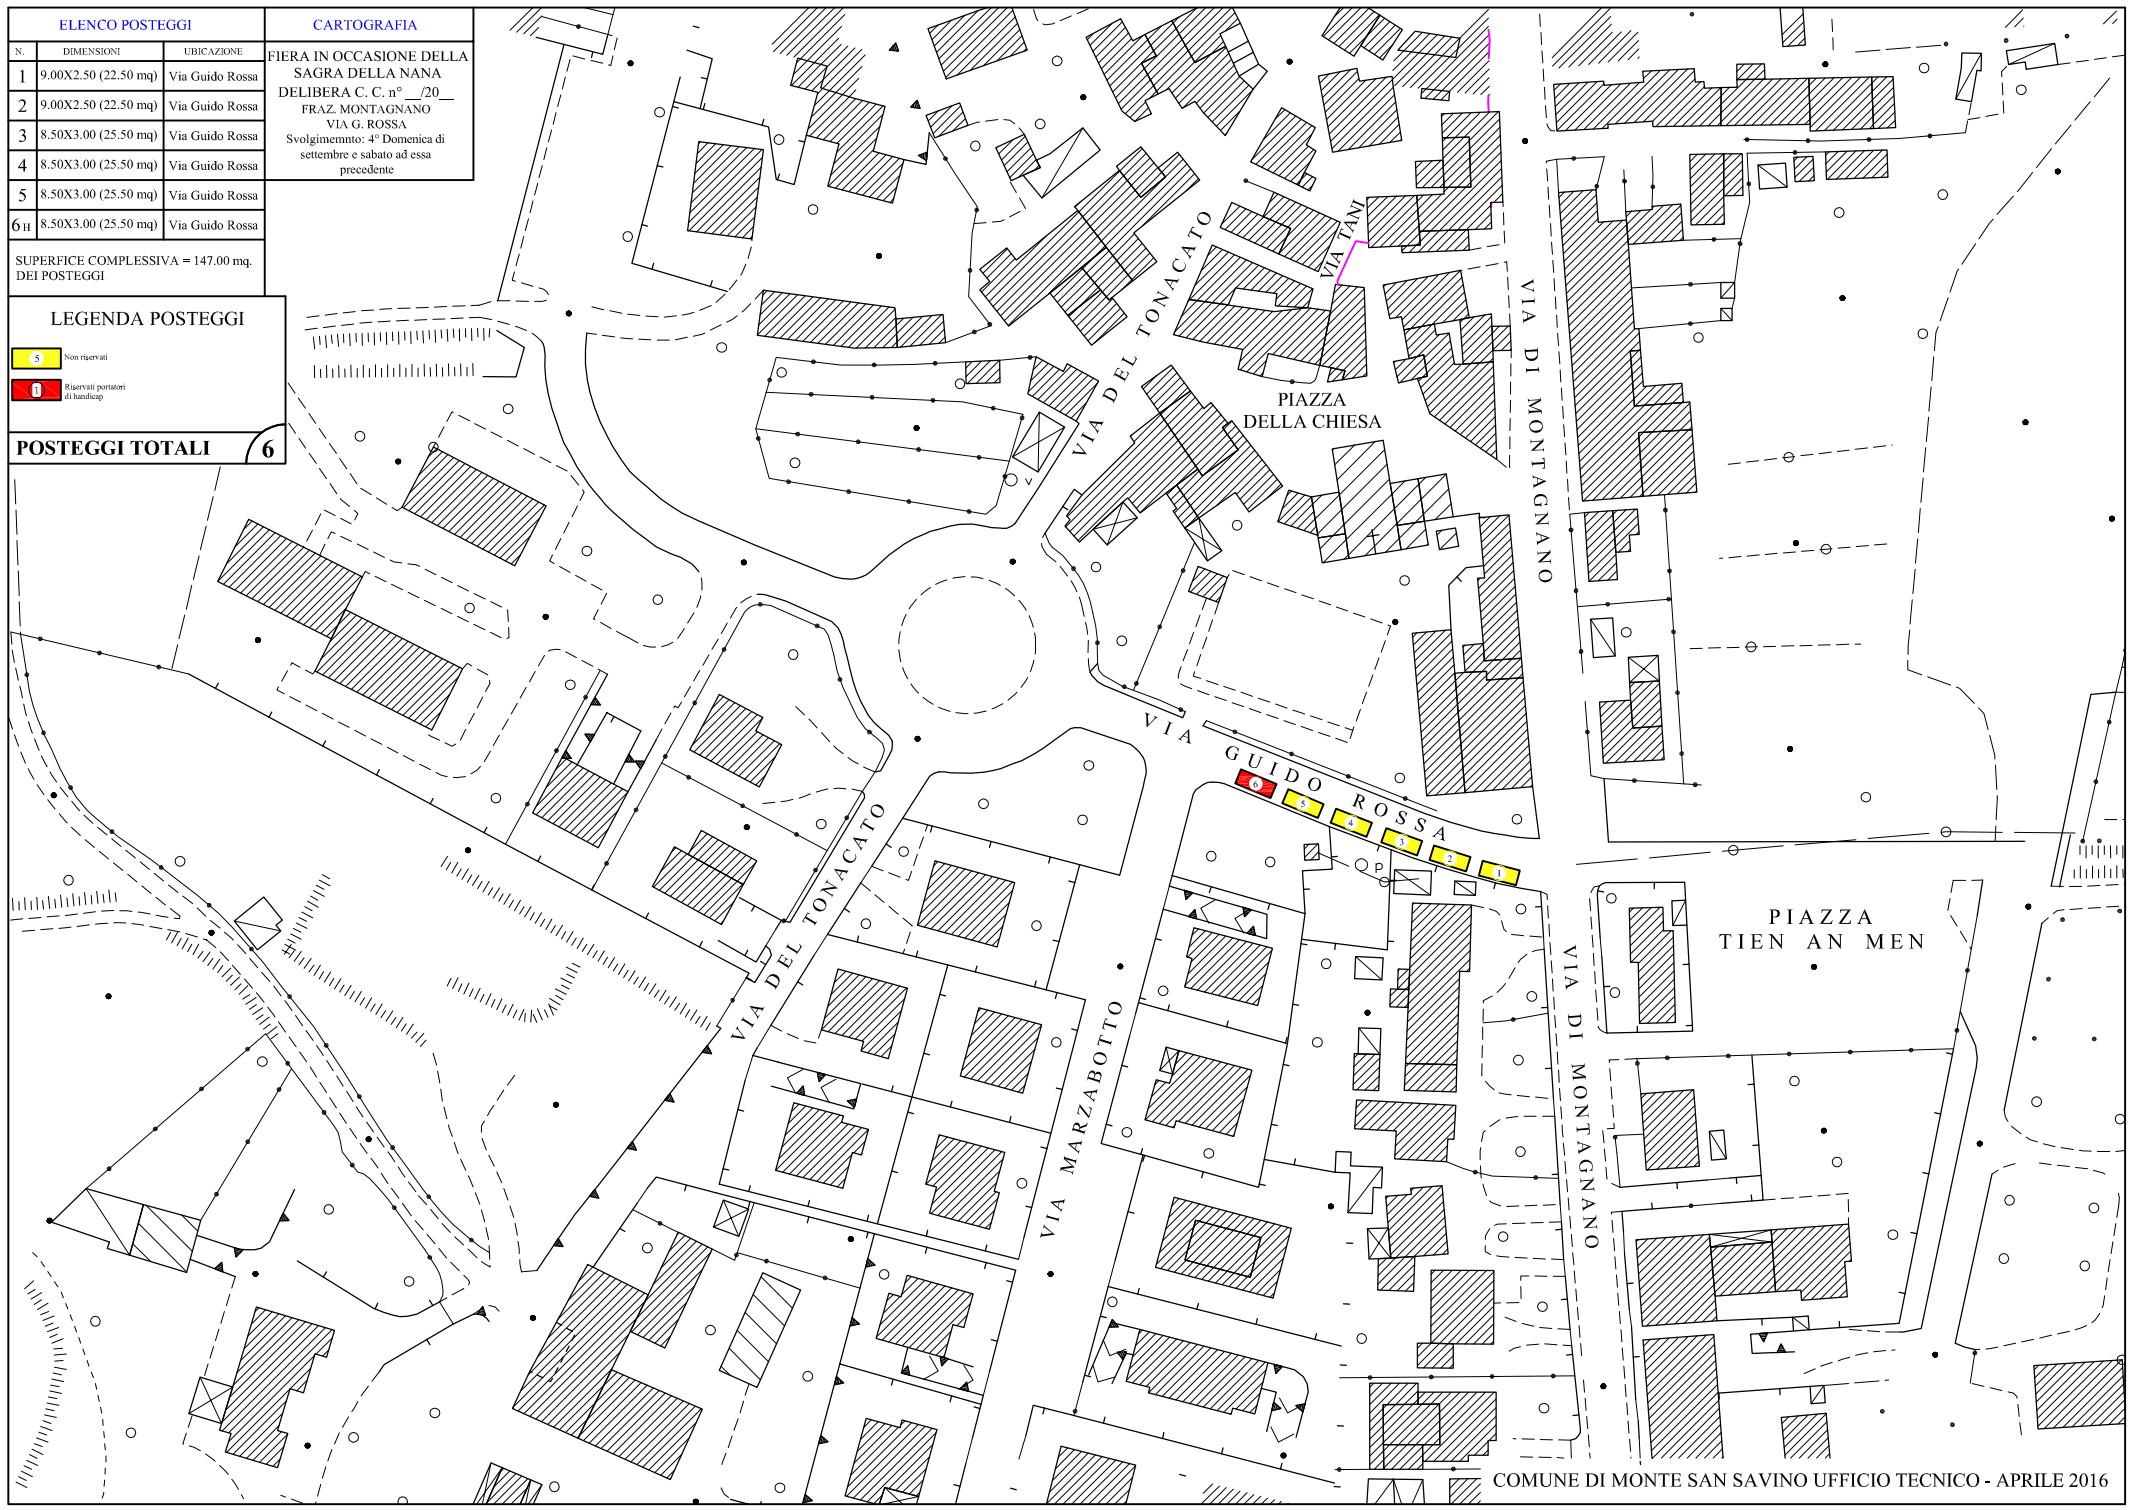 ELENCO POSTEGGI
N. DIMENSIONI UBICAZIONE
1 9.00X2.50 (22.50 mq) Via Guido Rossa
2 9.00X2.50 (22.50 mq) Via Guido Rossa
3 8.50X3.00 (25.50 mq) Via Guido Rossa
4 8.50X3.00 (25.50 mq) Via Guido Rossa
5 8.50X3.00 (25.50 mq) Via Guido Rossa
6 H 8.50X3.00 (25.50 mq) Via Guido Rossa
SUPERFICE COMPLESSIVA = 147.00 mq.
DEI POSTEGGI
CARTOGRAFIA
FIERA IN OCCASIONE DELLA
SAGRA DELLA NANA
DELIBERA C. C. n° __/20__
FRAZ. MONTAGNANO
VIA G. ROSSA
Svolgimemnto: 4° Domenica di
settembre e sabato ad essa
precedente
LEGENDA POSTEGGI
5 Non riservati
1 Riservati portatori
di handicap
POSTEGGI TOTALI 6
VIA TANI
VIA DEL TONACATO
VIA DI MONTAGNANO
PIAZZA
DELLA CHIESA
VIA GUIDO ROSSA
6
5
4
3
2
1
P
VIA DEL TONACATO
PIAZZA
TIEN AN MEN
VIA MARZABOTTO
VIA DI MONTAGNANO
COMUNE DI MONTE SAN SAVINO UFFICIO TECNICO - APRILE 2016